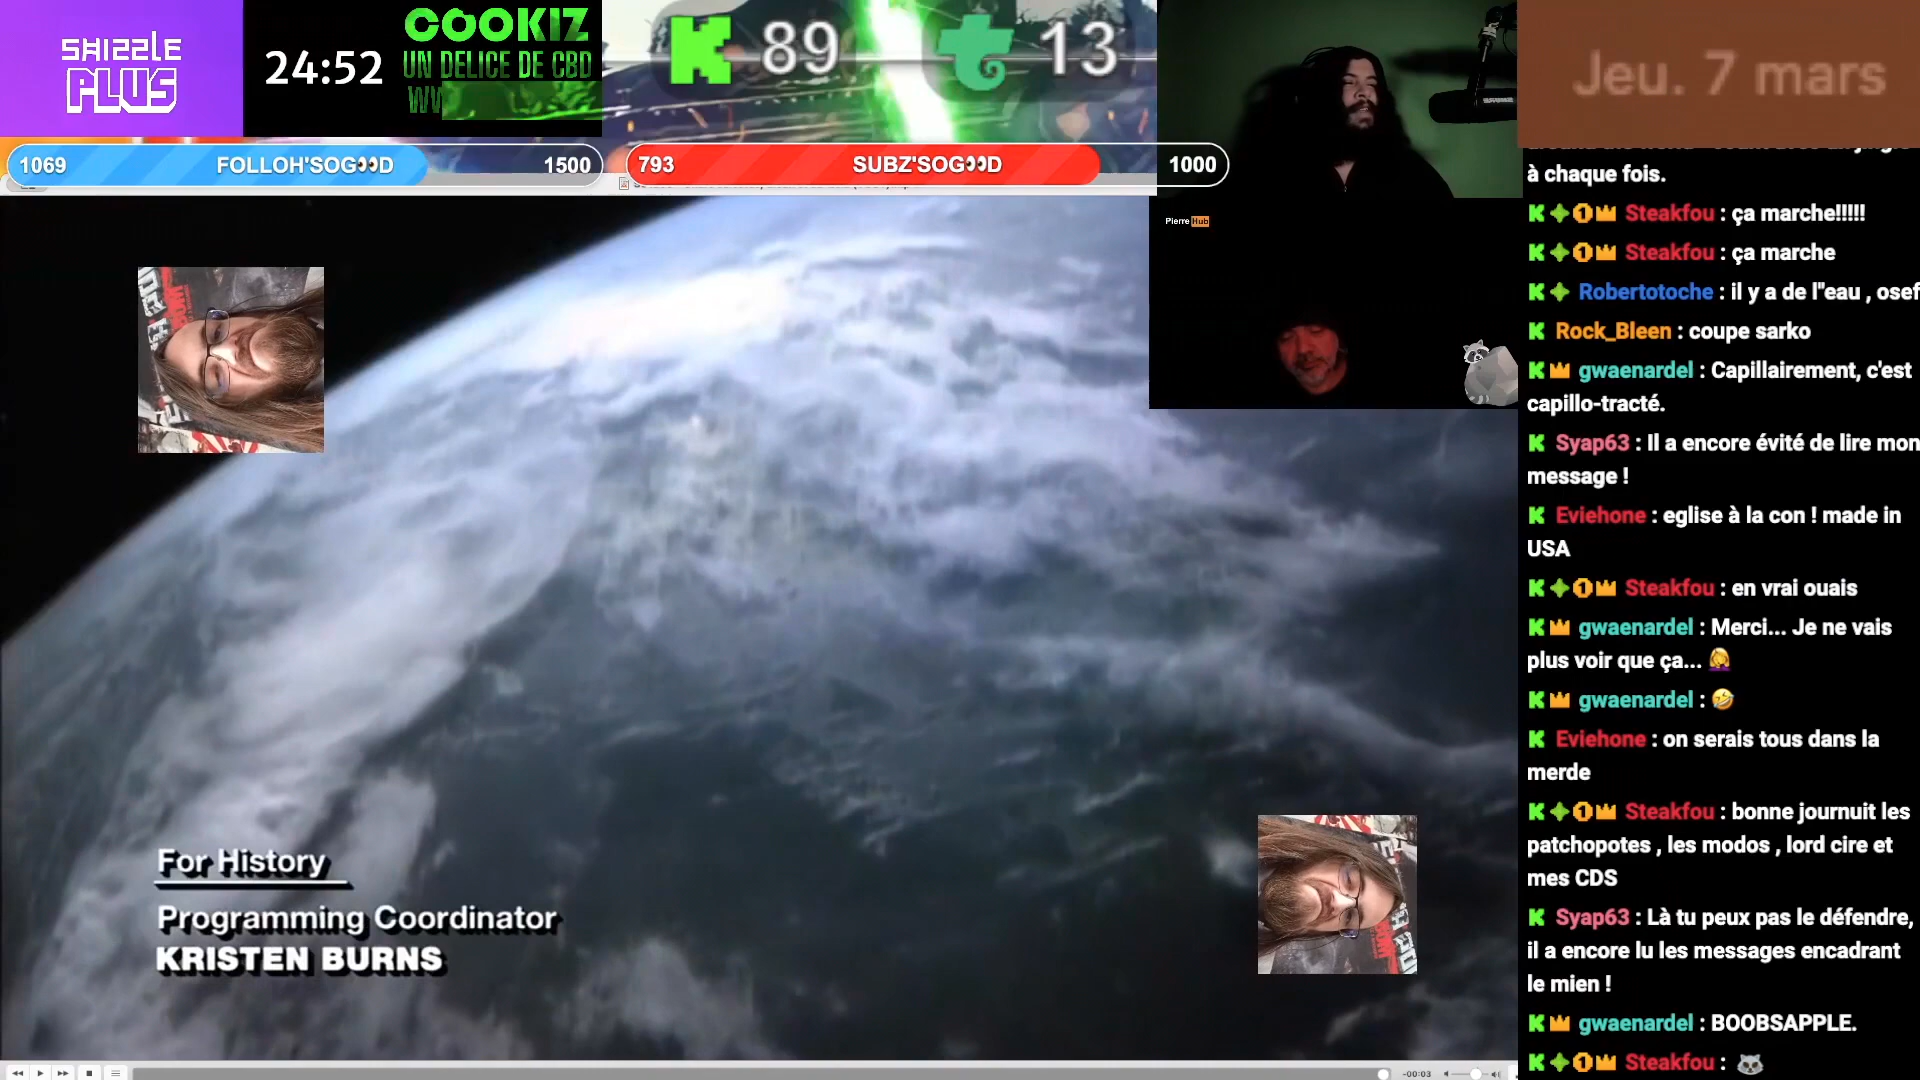 SHIZZLE
PLUS
24:52
COOKIZ
UN DELICE DE CBD
WW
89
13
Jeu. 7 mars
1069 FOLLOH'SOG👀D 1500
793 SUBZ'SOG👀D 1000
Pierre Hub
à chaque fois.
Steakfou : ça marche!!!!!
Steakfou : ça marche
Robertotoche : il y a de l"eau , osef
Rock_Bleen : coupe sarko
gwaenardel : Capillairement, c'est
capillo-tracté.
Syap63 : Il a encore évité de lire mon
message !
Eviehone : eglise à la con ! made in
USA
Steakfou : en vrai ouais
gwaenardel : Merci... Je ne vais
plus voir que ça... 🤦‍♀️
gwaenardel : 🤣
Eviehone : on serais tous dans la
merde
Steakfou : bonne journuit les
patchopotes , les modos , lord cire et
mes CDS
Syap63 : Là tu peux pas le défendre,
il a encore lu les messages encadrant
le mien !
gwaenardel : BOOBSAPPLE.
Steakfou : 🦝
For History
Programming Coordinator
KRISTEN BURNS
-00:03